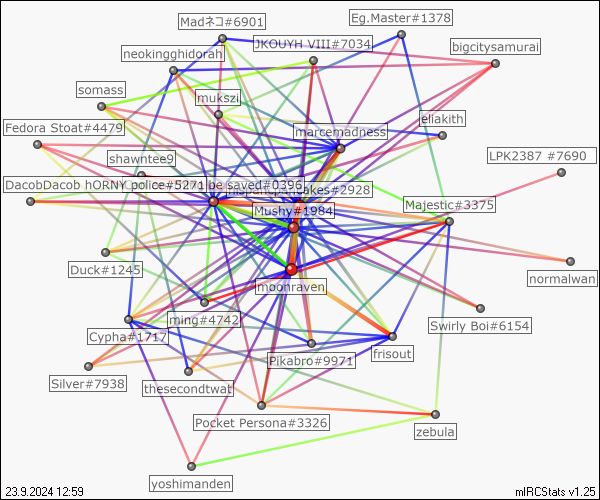 Eg.Master#1378
Madネコ#6901
JKOUYH VIII#7034
bigcitysamurai
neokingghidorah
somass
mukszi
eliakith
Fedora Stoat#4479
marcemadness
shawntee9
LPK2387 #7690
DacobDacob hORNY police#5271 be saved#0396
cakes#2928
Mushy#1984
Majestic#3375
Duck#1245
normalwan
moonraven
ming#4742
Swirly Boi#6154
Cypha#1717
Pikabro#9971
frisout
Silver#7938
thesecondtwat
Pocket Persona#3326
zebula
yoshimanden
23.9.2024 12:59
mIRCStats v1.25